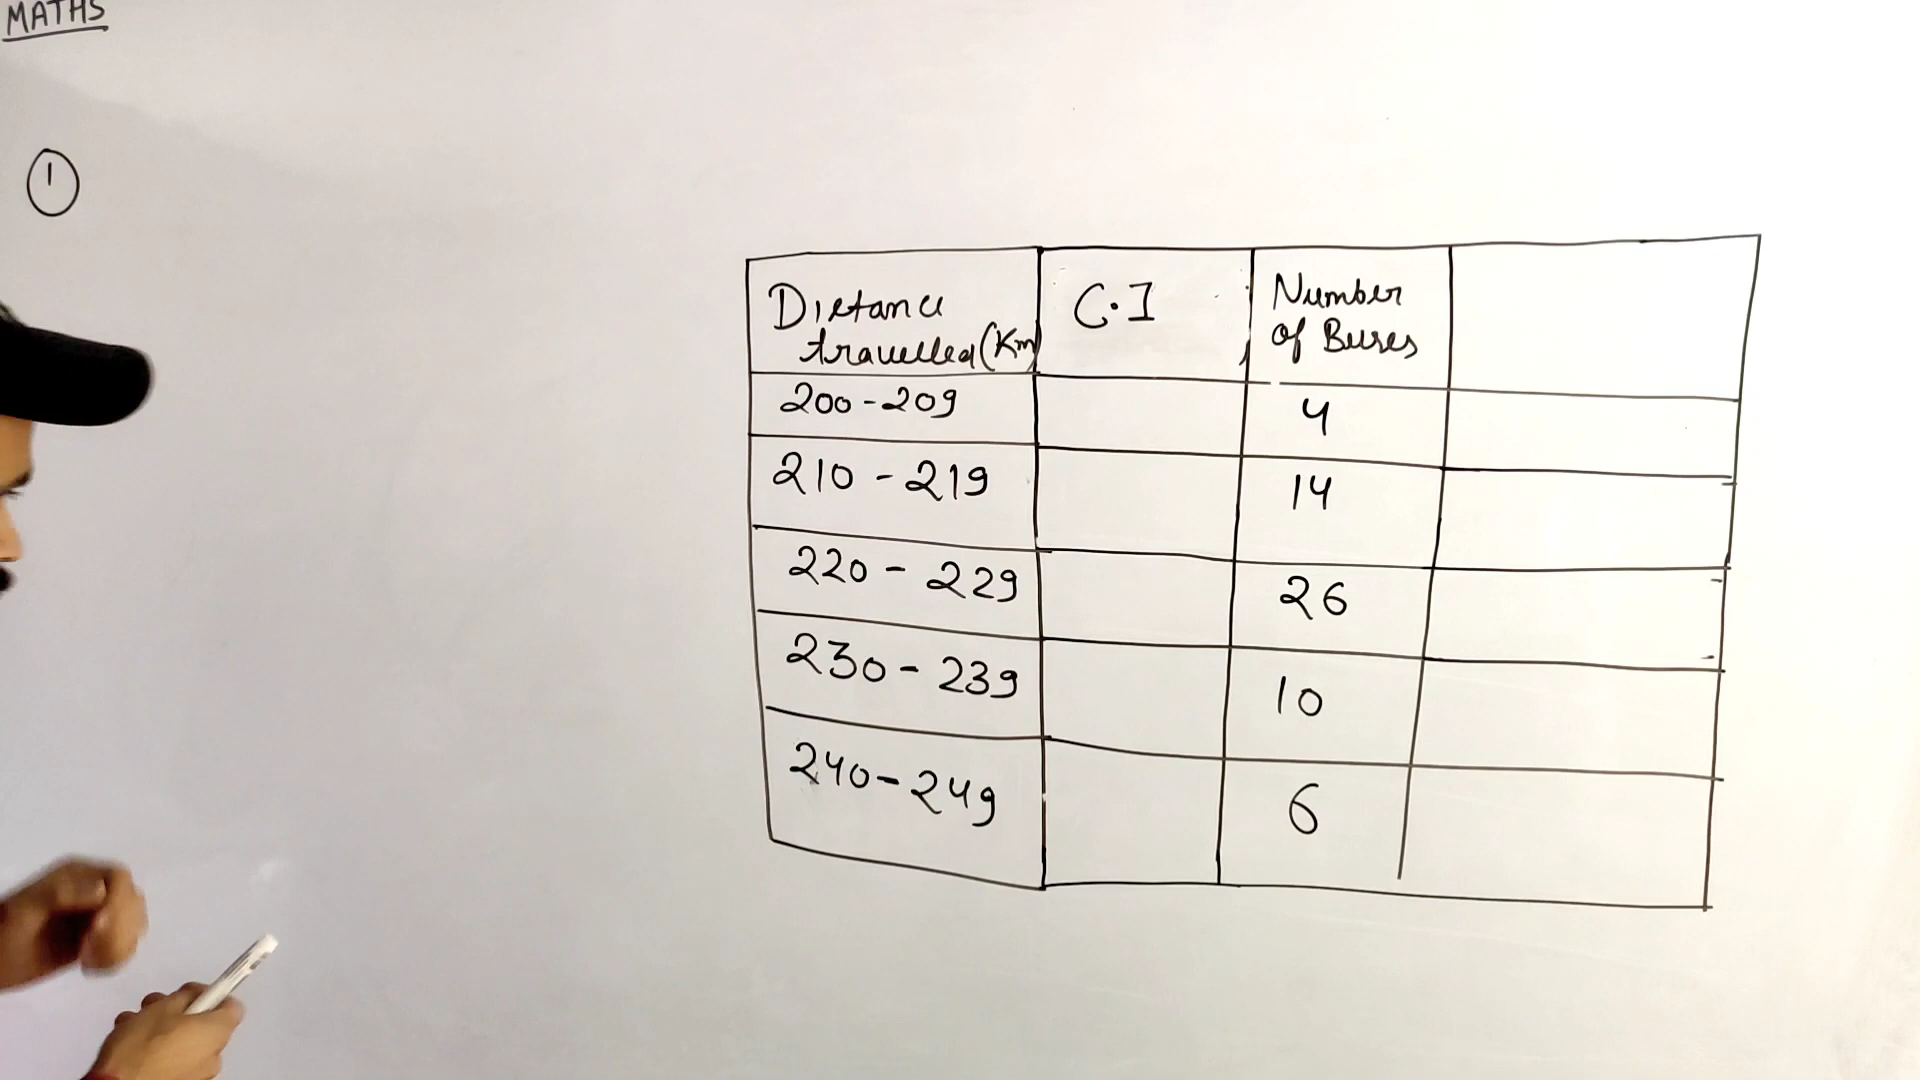 MATHS
1
Distance travelled (Km)
C.I
Number of Buses
200-209
4
210-219
14
220-229
26
230-239
10
240-249
6